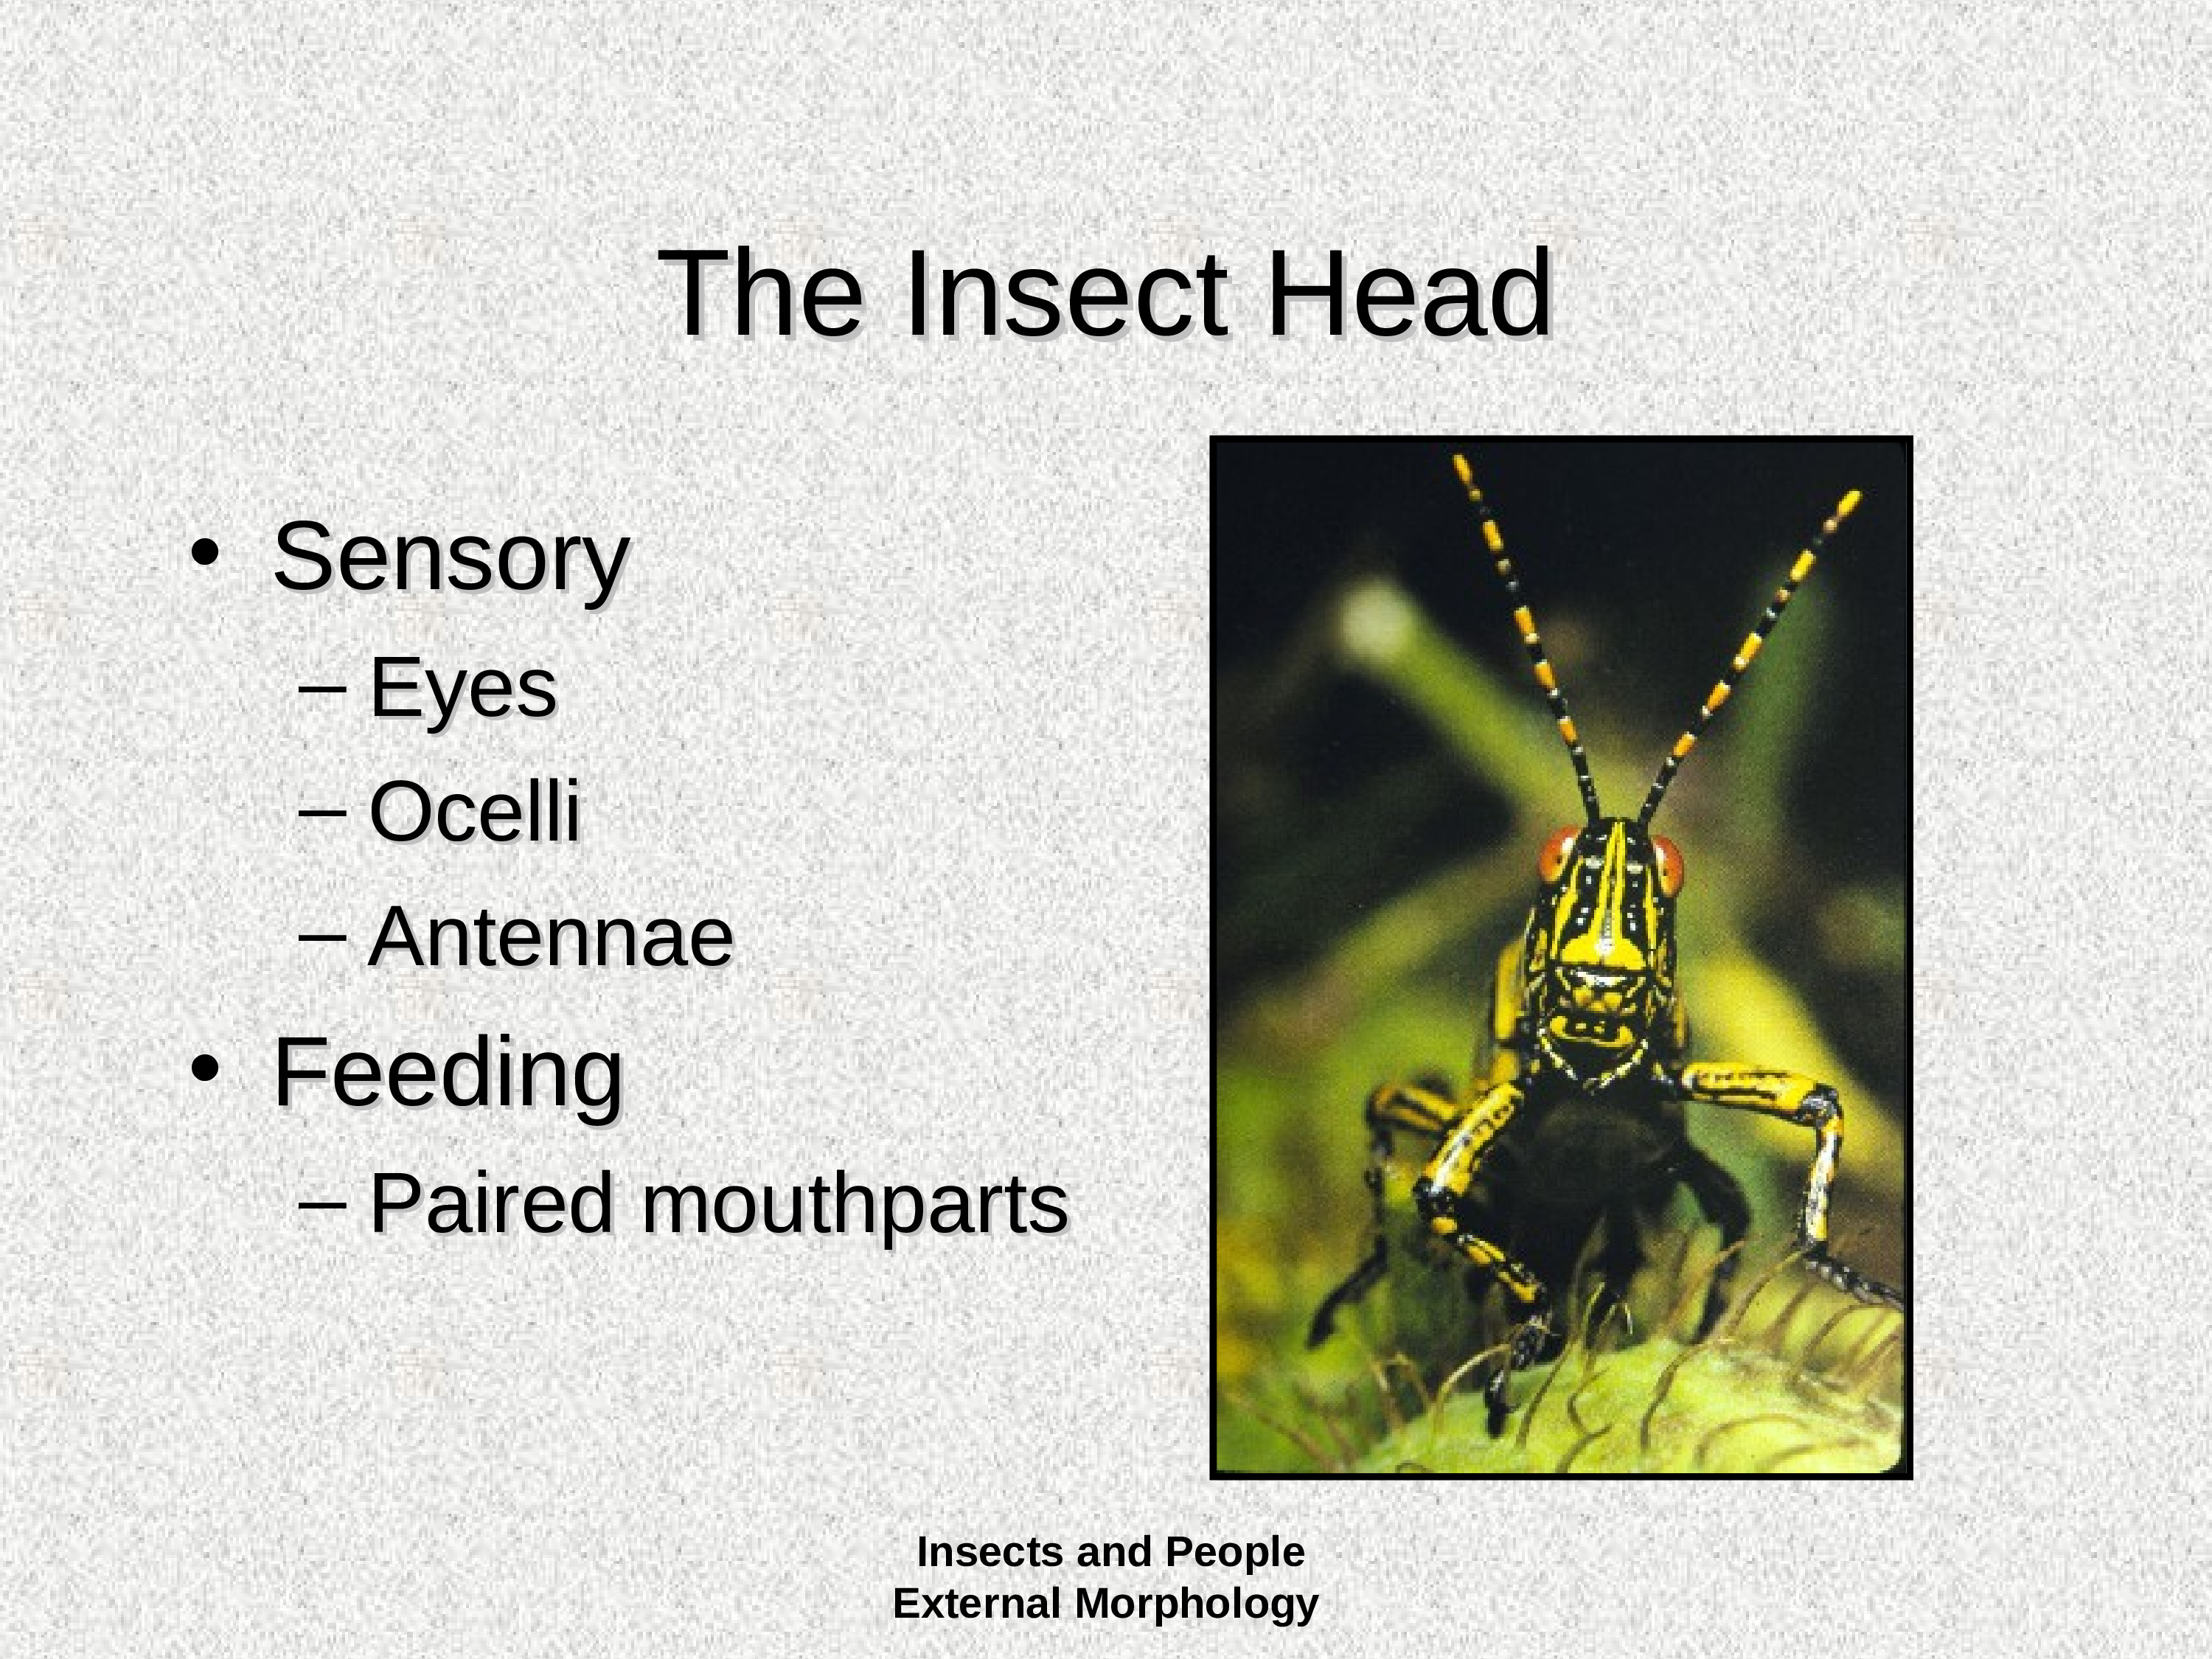 The Insect Head
• Sensory
– Eyes
– Ocelli
– Antennae
• Feeding
– Paired mouthparts
Insects and People
External Morphology